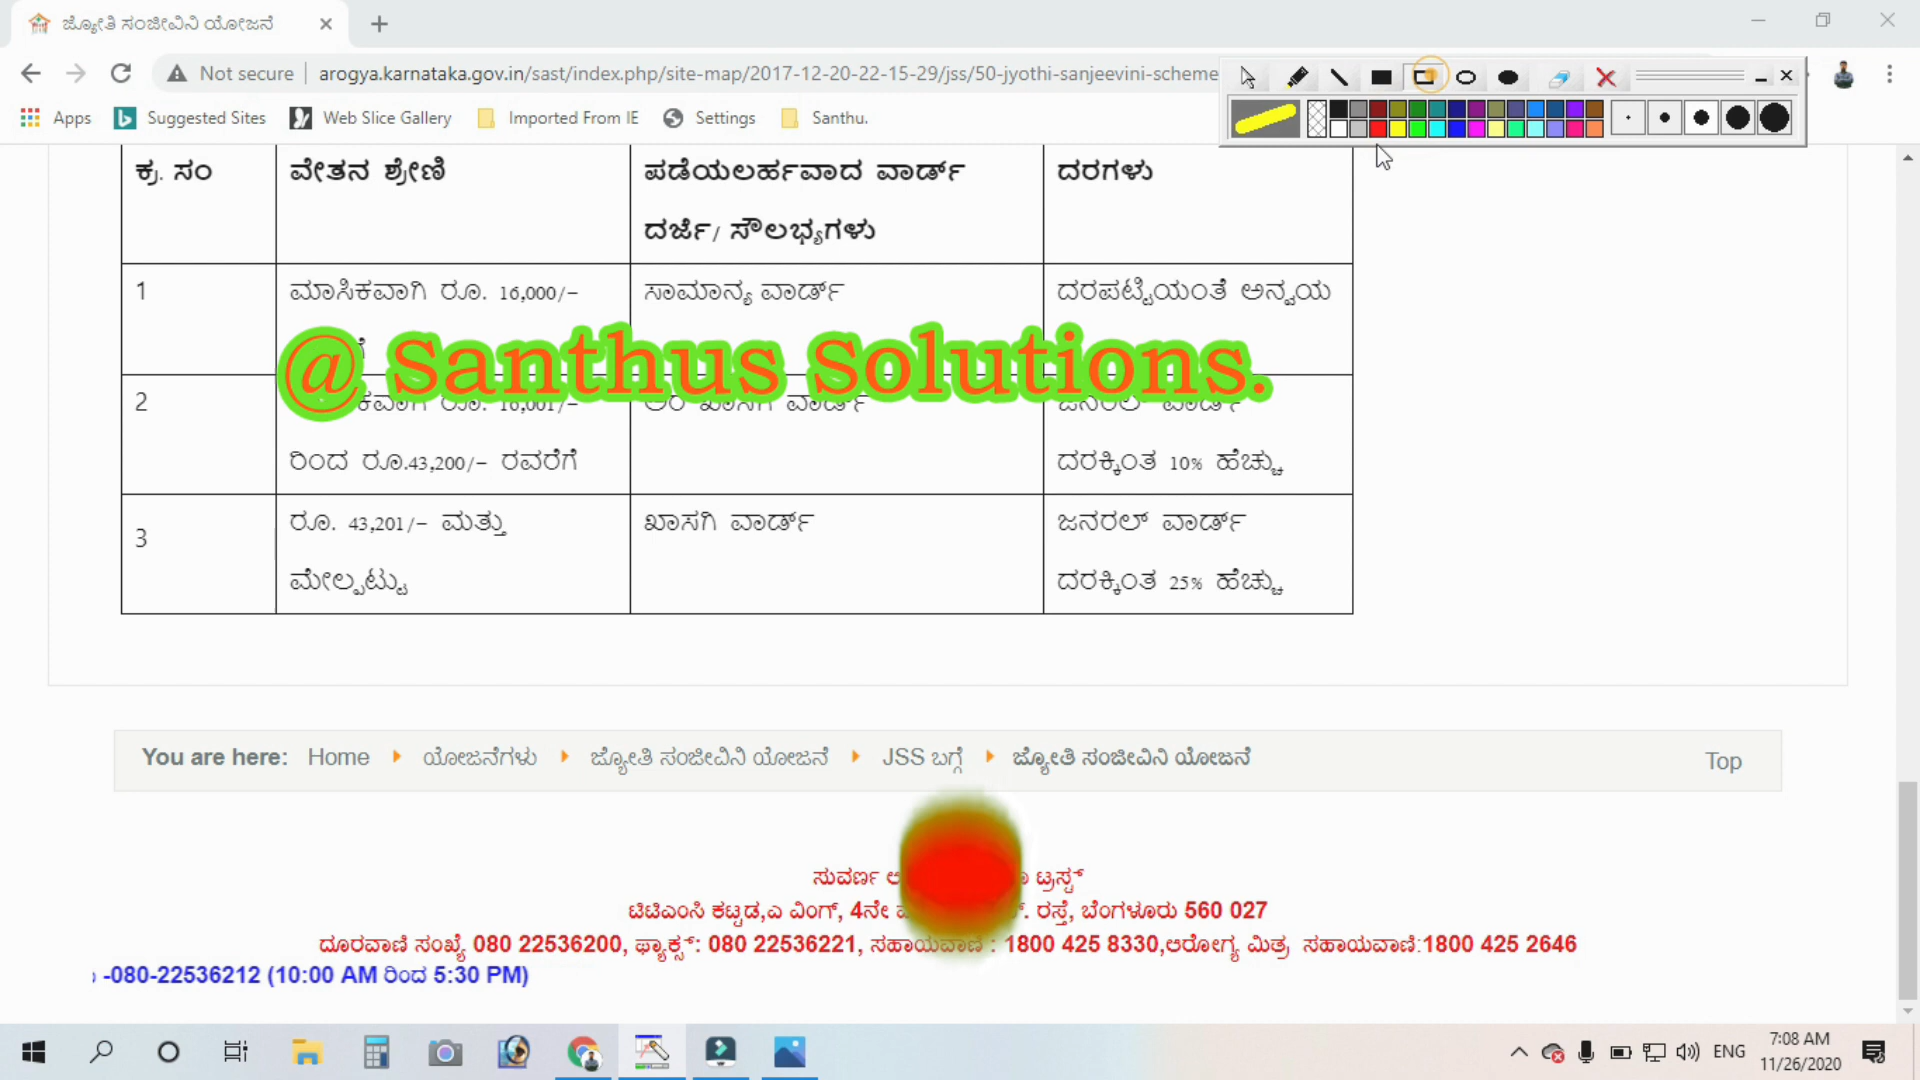 ಜ್ಯೋತಿ ಸಂಜೀವಿನಿ ಯೋಜನೆ
Not secure
arogya.karnataka.gov.in/sast/index.php/site-map/2017-12-20-22-15-29/jss/50-jyothi-sanjeevini-scheme
Apps Suggested Sites Web Slice Gallery Imported From IE Settings Santhu.
ಕ್ರ. ಸಂ ವೇತನ ಶ್ರೇಣಿ ಪಡೆಯಲರ್ಹವಾದ ವಾರ್ಡ್ ದರಗಳು
ದರ್ಜೆ/ ಸೌಲಭ್ಯಗಳು
1 ಮಾಸಿಕವಾಗಿ ರೂ. 16,000/- ಸಾಮಾನ್ಯ ವಾರ್ಡ್ ದರಪಟ್ಟಿಯಂತೆ ಅನ್ವಯ
@ Santhus Solutions.
2 ರೂ. 16,001/- ವಾರ್ಡ್ ಜನರಲ್ ವಾರ್ಡ್
ರಿಂದ ರೂ.43,200/- ರವರೆಗೆ ದರಕ್ಕಿಂತ 10% ಹೆಚ್ಚು
3 ರೂ. 43,201/- ಮತ್ತು ಖಾಸಗಿ ವಾರ್ಡ್ ಜನರಲ್ ವಾರ್ಡ್
ಮೇಲ್ಪಟ್ಟು ದರಕ್ಕಿಂತ 25% ಹೆಚ್ಚು
You are here: Home ಯೋಜನೆಗಳು ಜ್ಯೋತಿ ಸಂಜೀವಿನಿ ಯೋಜನೆ JSS ಬಗ್ಗೆ ಜ್ಯೋತಿ ಸಂಜೀವಿನಿ ಯೋಜನೆ Top
ಸುವರ್ಣ ಟ್ರಸ್ಟ್
ಟಿಟಿಎಂಸಿ ಕಟ್ಟಡ,ಎ ವಿಂಗ್, 4ನೇ ರಸ್ತೆ, ಬೆಂಗಳೂರು 560 027
ದೂರವಾಣಿ ಸಂಖ್ಯೆ 080 22536200, ಫ್ಯಾಕ್ಸ್: 080 22536221, ಸಹಾಯವಾಣಿ : 1800 425 8330,ಆರೋಗ್ಯ ಮಿತ್ರ ಸಹಾಯವಾಣಿ:1800 425 2646
-080-22536212 (10:00 AM ರಿಂದ 5:30 PM)
ENG
7:08 AM
11/26/2020